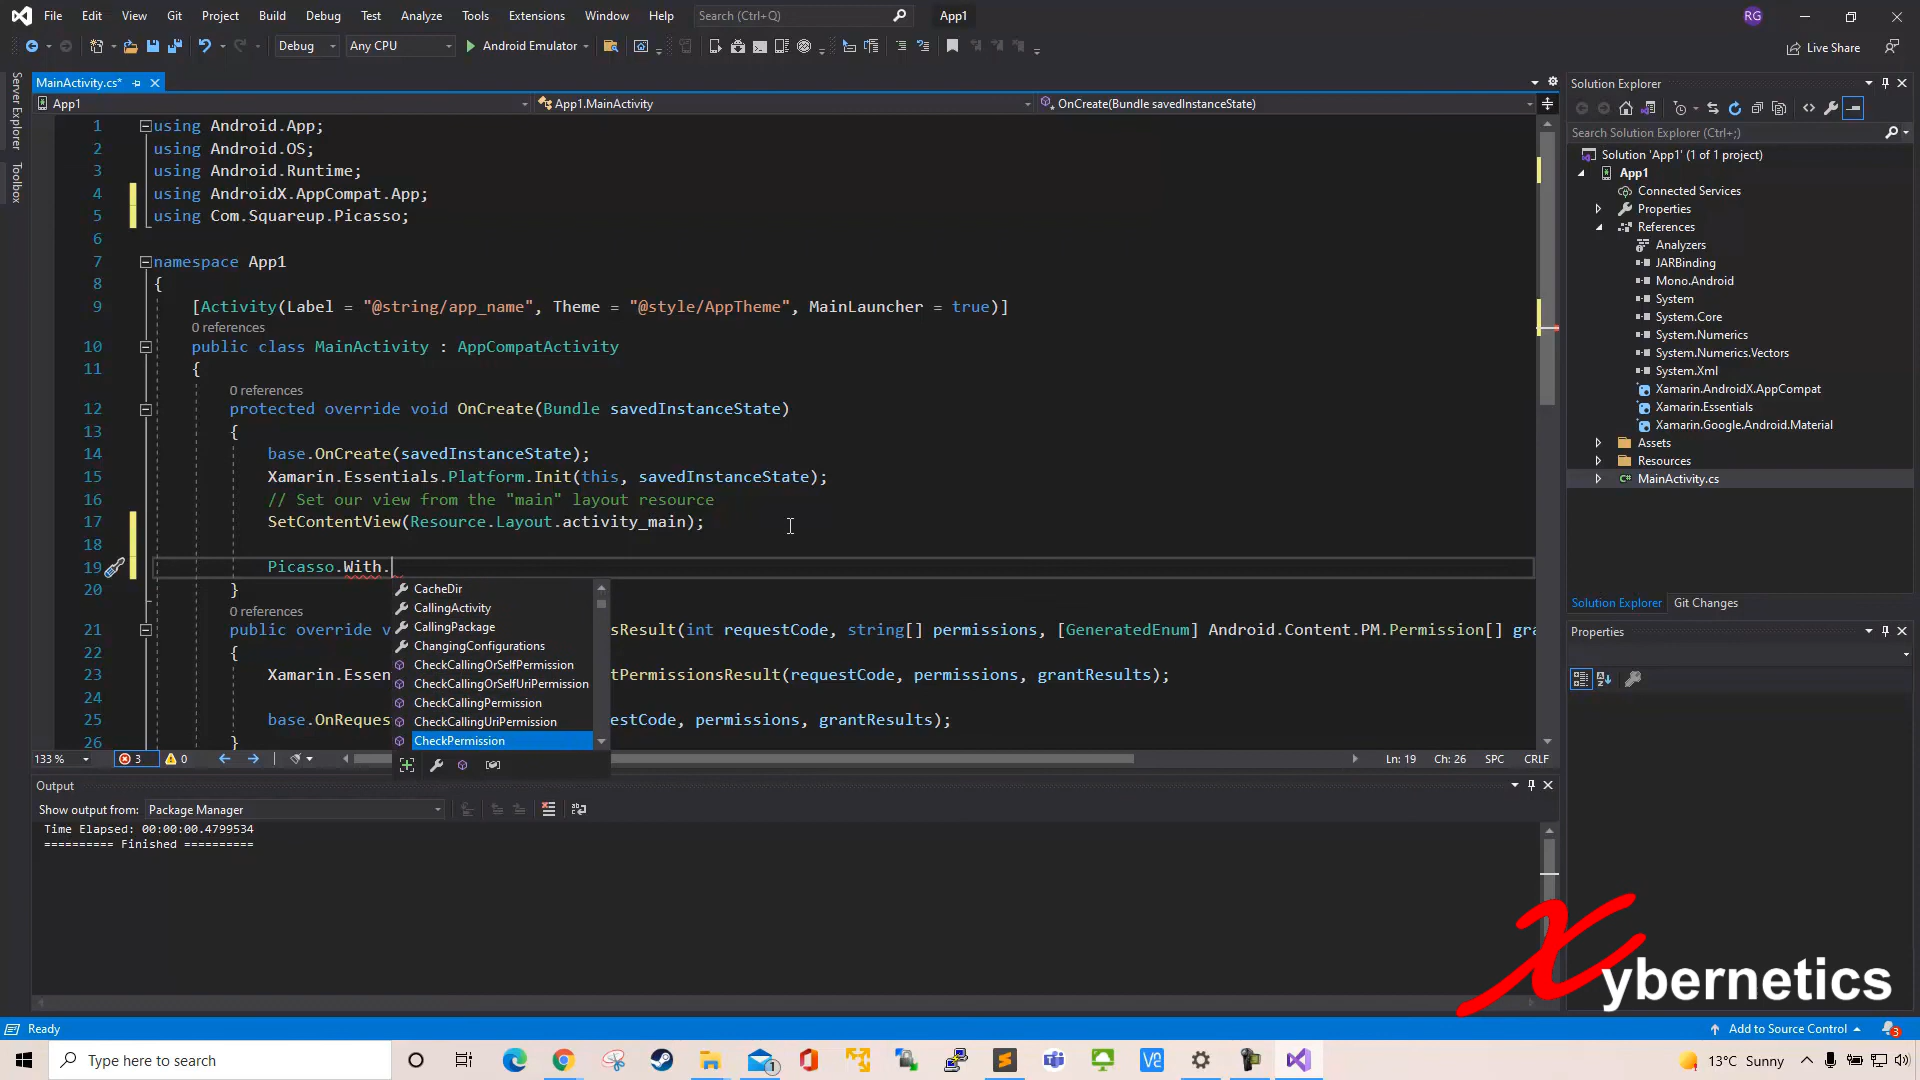 File Edit View Git Project Build Debug Test Analyze Tools Extensions Window Help Search (Ctrl+Q) App1 RG
Debug Any CPU Android Emulator Live Share
Server Explorer
Toolbox
MainActivity.cs*
App1 App1.MainActivity OnCreate(Bundle savedInstanceState)
1 using Android.App;
2 using Android.OS;
3 using Android.Runtime;
4 using AndroidX.AppCompat.App;
5 using Com.Squareup.Picasso;
6
7 namespace App1
8 {
9 [Activity(Label = "@string/app_name", Theme = "@style/AppTheme", MainLauncher = true)]
0 references
10 public class MainActivity : AppCompatActivity
11 {
0 references
12 protected override void OnCreate(Bundle savedInstanceState)
13 {
14 base.OnCreate(savedInstanceState);
15 Xamarin.Essentials.Platform.Init(this, savedInstanceState);
16 // Set our view from the "main" layout resource
17 SetContentView(Resource.Layout.activity_main);
18
19 Picasso.With.
20 }
0 references
21 public override v sResult(int requestCode, string[] permissions, [GeneratedEnum] Android.Content.PM.Permission[] gra
22 {
23 Xamarin.Essen tPermissionsResult(requestCode, permissions, grantResults);
24
25 base.OnReques estCode, permissions, grantResults);
26 }
CacheDir
CallingActivity
CallingPackage
ChangingConfigurations
CheckCallingOrSelfPermission
CheckCallingOrSelfUriPermission
CheckCallingPermission
CheckCallingUriPermission
CheckPermission
133 % 3 0 Ln: 19 Ch: 26 SPC CRLF
Output
Show output from: Package Manager
Time Elapsed: 00:00:00.4799534
========== Finished ==========
Solution Explorer
Search Solution Explorer (Ctrl+;)
Solution 'App1' (1 of 1 project)
App1
Connected Services
Properties
References
Analyzers
JARBinding
Mono.Android
System
System.Core
System.Numerics
System.Numerics.Vectors
System.Xml
Xamarin.AndroidX.AppCompat
Xamarin.Essentials
Xamarin.Google.Android.Material
Assets
Resources
MainActivity.cs
Solution Explorer Git Changes
Properties
Xybernetics
Ready Add to Source Control 3
Type here to search 1 13°C Sunny